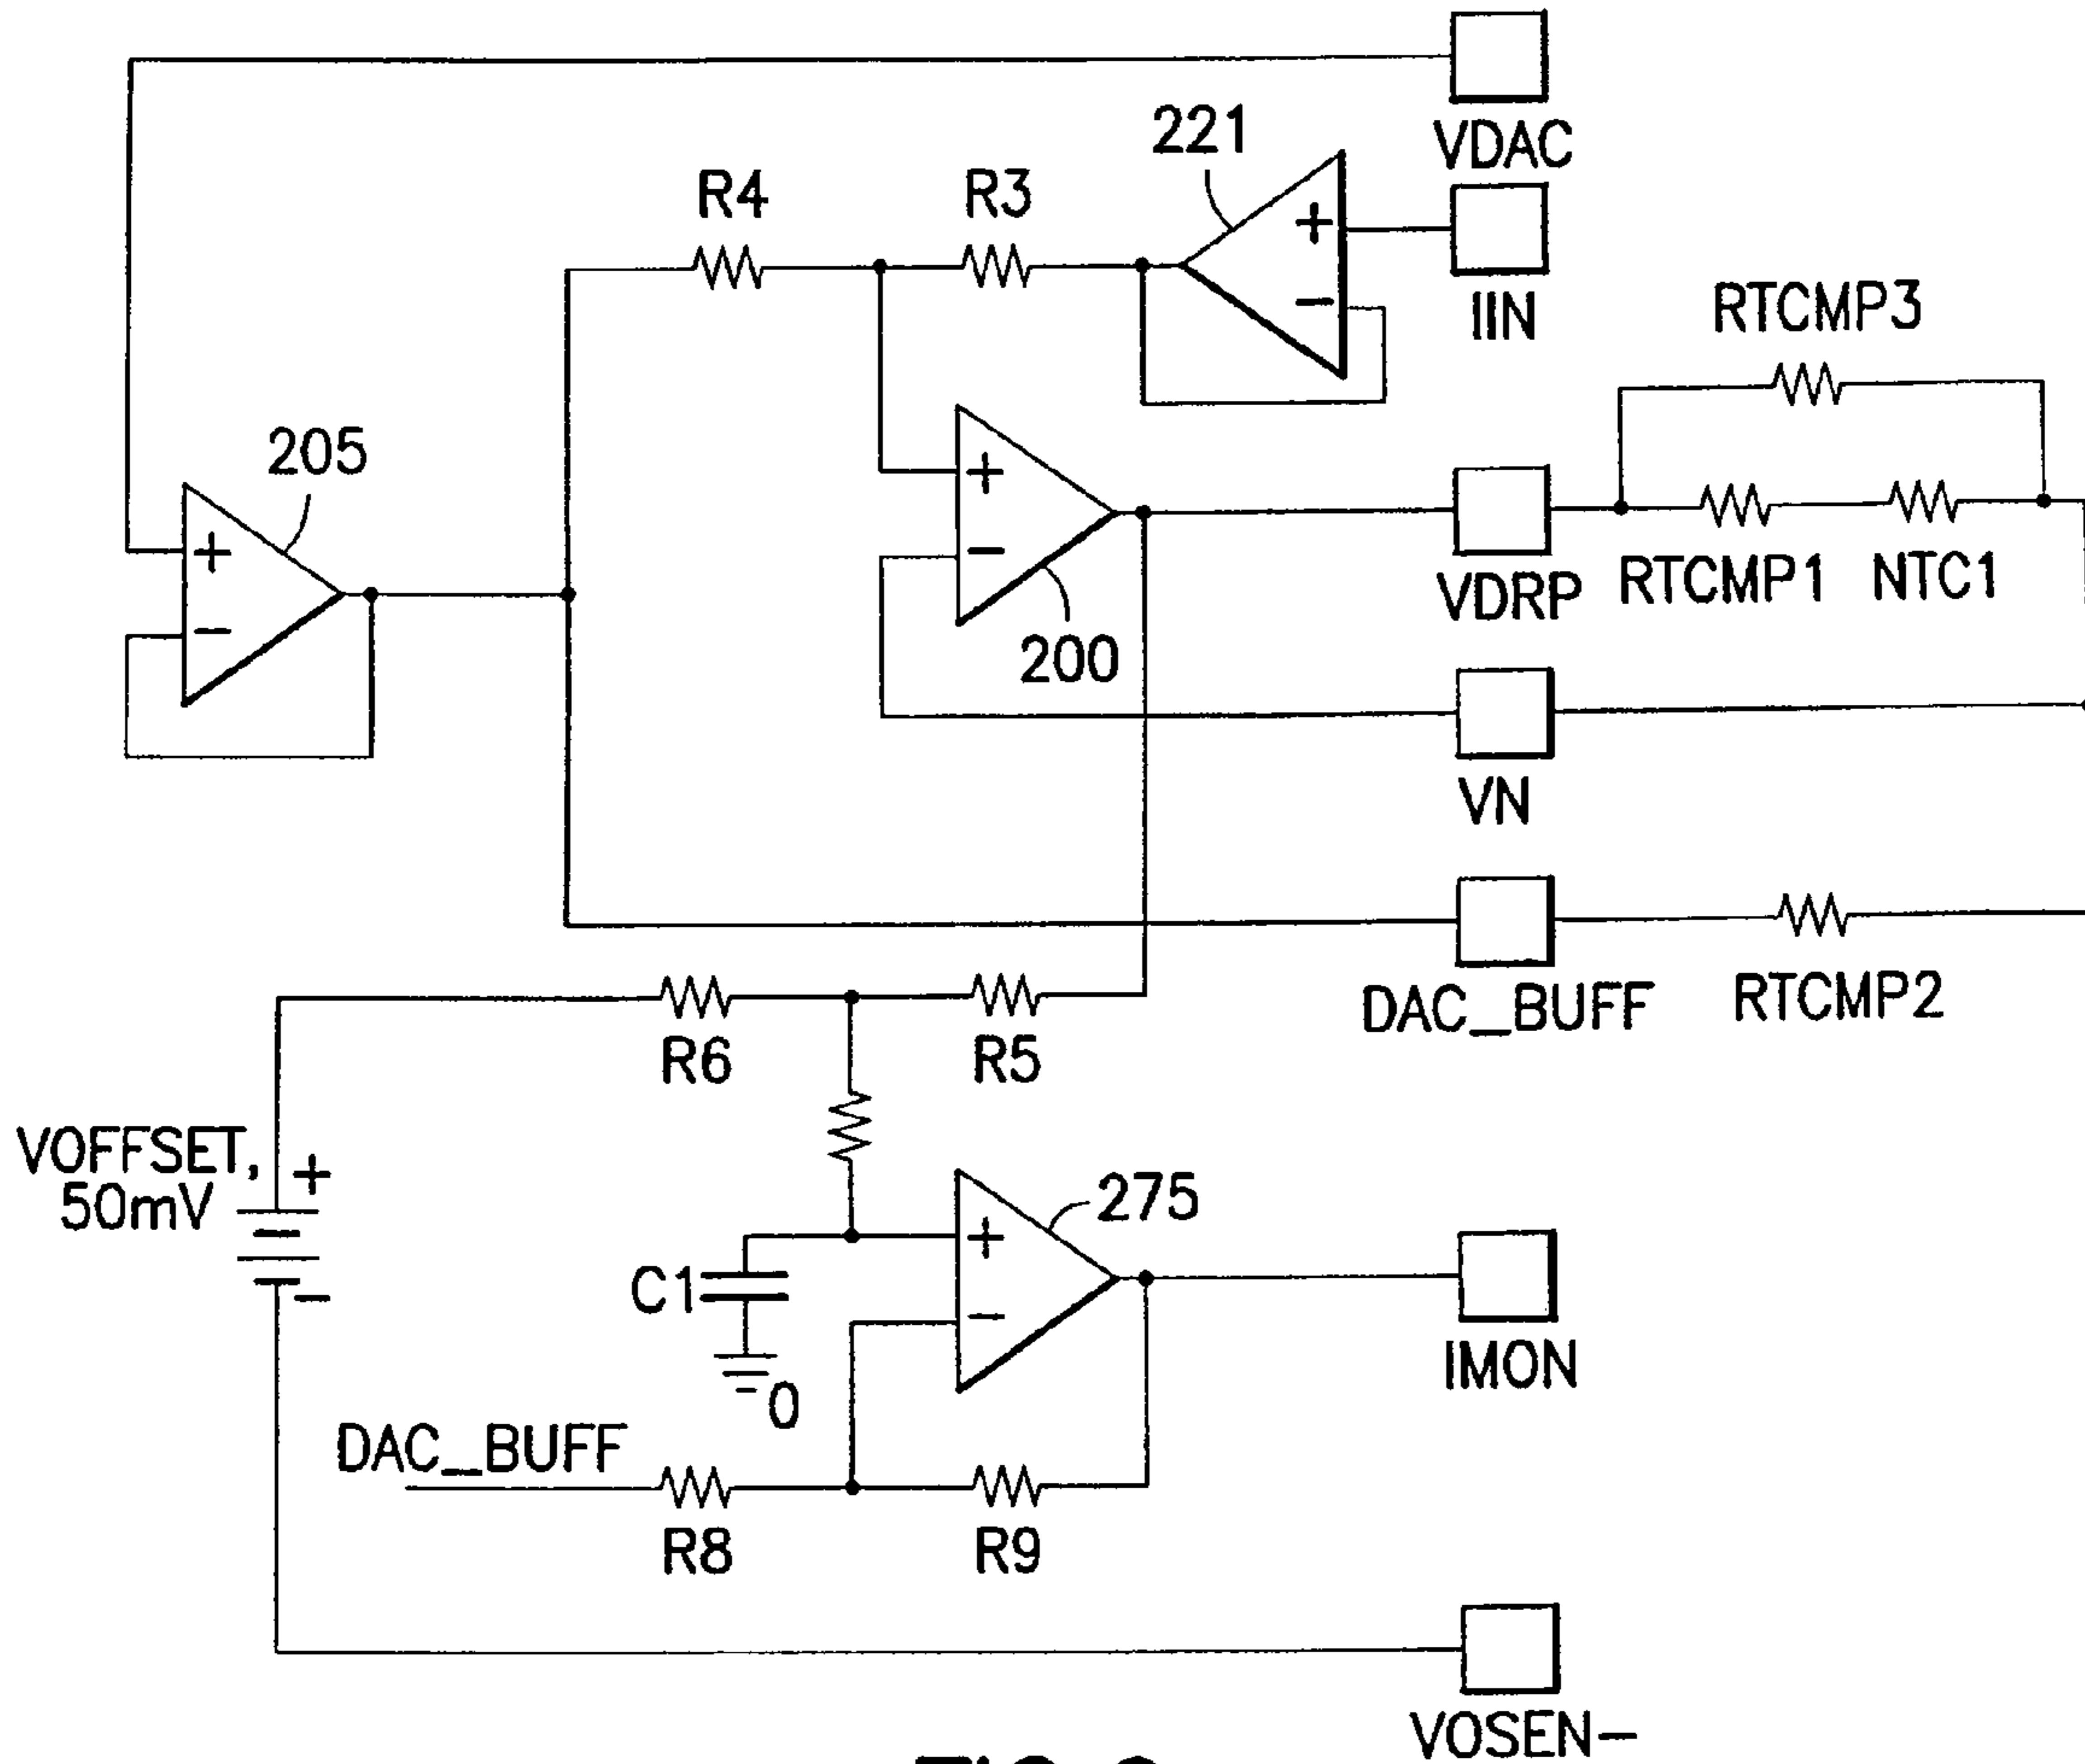 VDAC
221
R4
R3
+
−
IIN
RTCMP3
205
+
−
+
−
200
VDRP
RTCMP1
NTC1
VN
DAC_BUFF
RTCMP2
R6
R5
VOFFSET,
50mV
+
−
275
+
−
C1
0
IMON
DAC_BUFF
R8
R9
VOSEN−